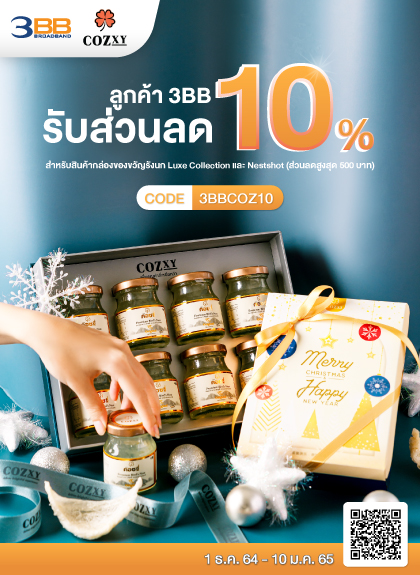 3BB
BROADBAND
COZXY
ลูกค้า 3BB
รับส่วนลด
10%
สำหรับสินค้ากล่องของขวัญรังนก Luxe Collection และ Nestshot (ส่วนลดสูงสุด 500 บาท)
CODE 3BBCOZ10
COZXY
Merry
CHRISTMAS
Happy
NEW YEAR
COZXY
COZXY
COZXY
1 ธ.ค. 64 - 10 ม.ค. 65